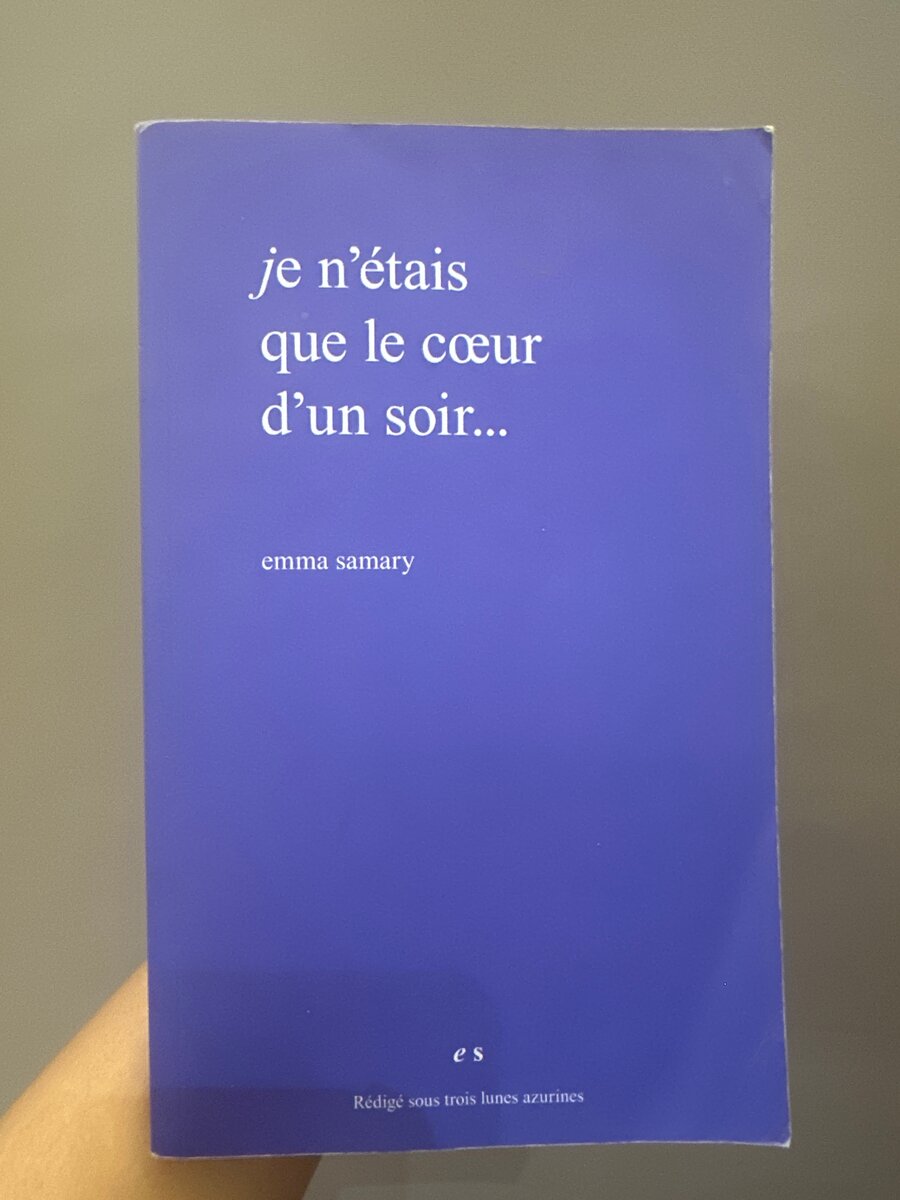 je n’étais
que le cœur
d’un soir...
emma samary
e s
Rédigé sous trois lunes azurines